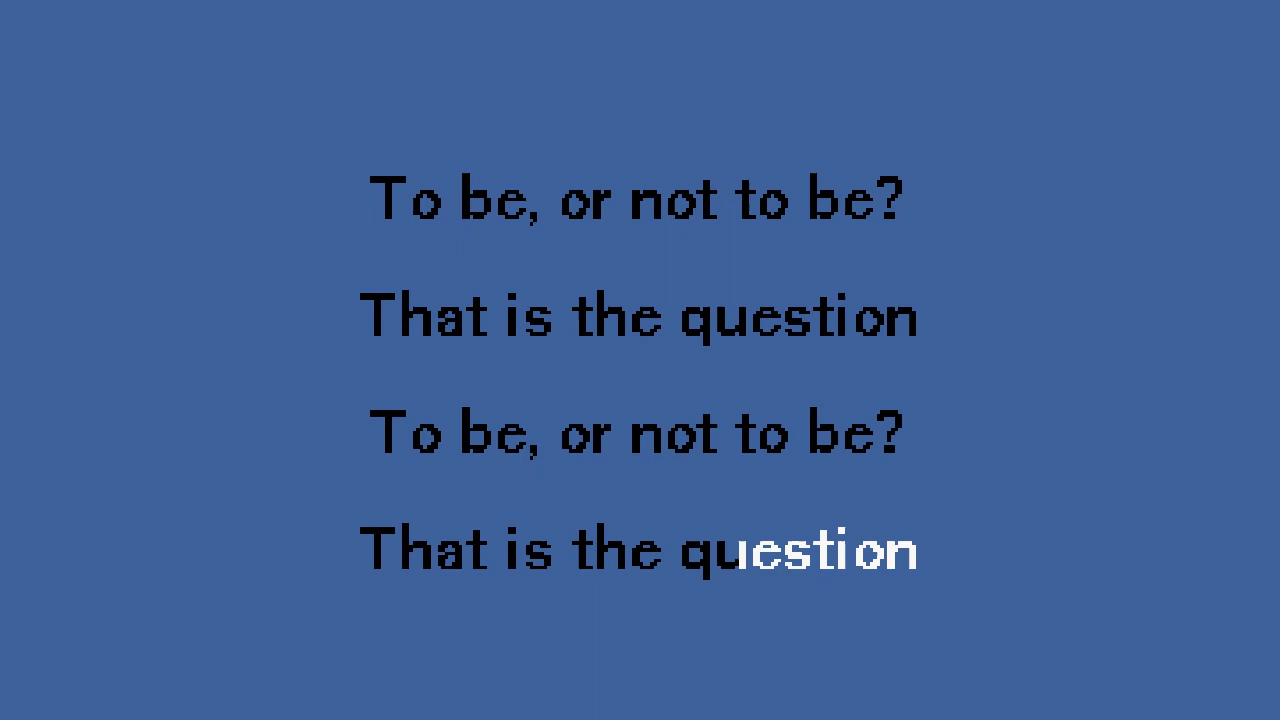 To be, or not to be?
That is the question
To be, or not to be?
That is the question